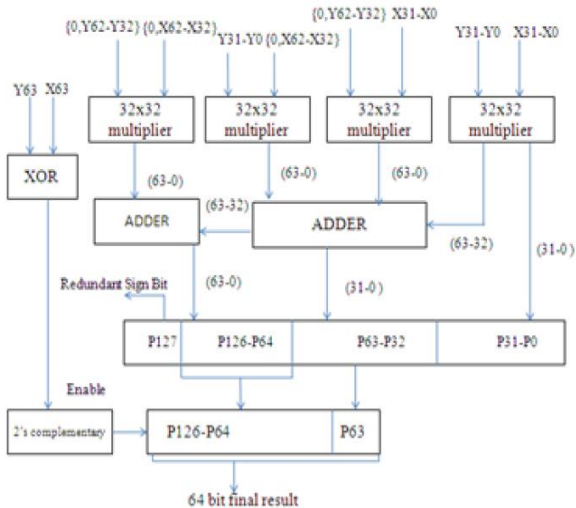 {0,Y62-Y32} {0,X62-X32} Y31-Y0 {0,X62-X32} {0,Y62-Y32} X31-X0 Y31-Y0 X31-X0
Y63 X63
32x32 multiplier
32x32 multiplier
32x32 multiplier
32x32 multiplier
XOR
(63-0)
(63-0)
(63-0)
ADDER
(63-32)
ADDER
(63-32)
(31-0)
Redundant Sign Bit
(63-0)
(31-0)
P127 P126-P64 P63-P32 P31-P0
Enable
2's complementary
P126-P64 P63
64 bit final result